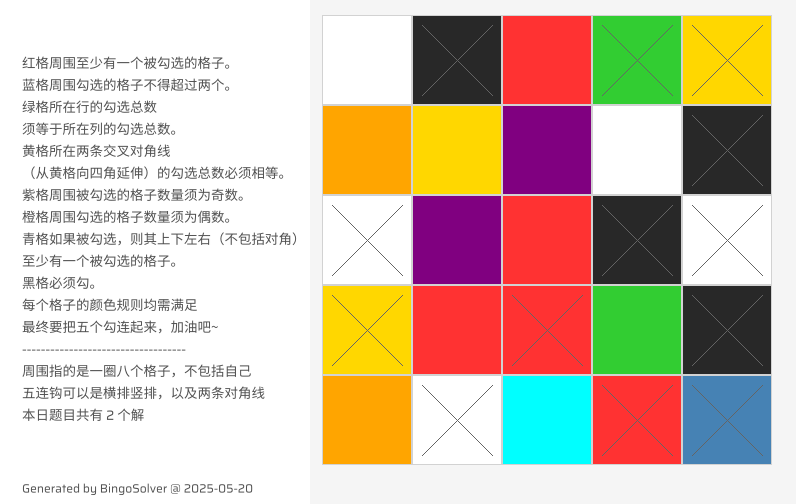 红格周围至少有一个被勾选的格子。
蓝格周围勾选的格子不得超过两个。
绿格所在行的勾选总数
须等于所在列的勾选总数。
黄格所在两条交叉对角线
（从黄格向四角延伸）的勾选总数必须相等。
紫格周围被勾选的格子数量须为奇数。
橙格周围勾选的格子数量须为偶数。
青格如果被勾选，则其上下左右（不包括对角）
至少有一个被勾选的格子。
黑格必须勾。
每个格子的颜色规则均需满足
最终要把五个勾连起来，加油吧~
-----------------------------------
周围指的是一圈八个格子，不包括自己
五连钩可以是横排竖排，以及两条对角线
本日题目共有 2 个解
Generated by BingoSolver @ 2025-05-20